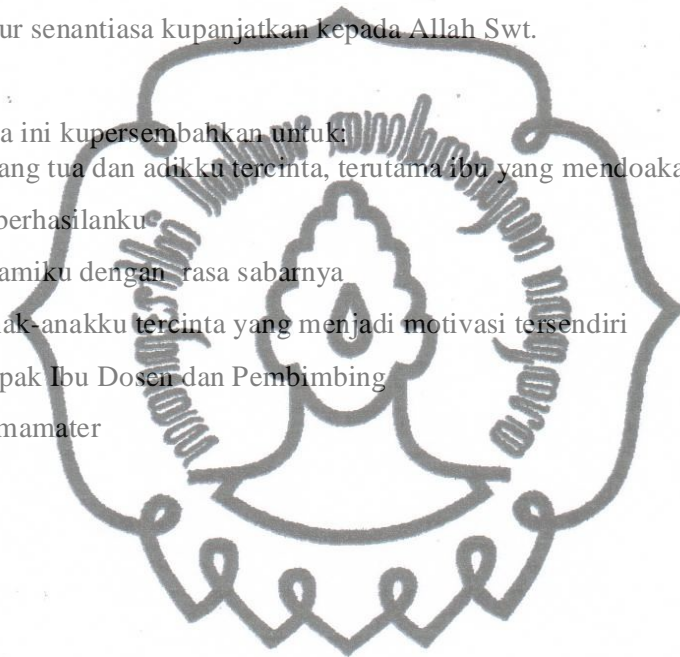 ur senantiasa kupanjatkan kepada Allah Swt.
a ini kupersembahkan untuk:
ang tua dan adikku tercinta, terutama ibu yang mendoaka
berhasilanku
amiku dengan rasa sabarnya
ak-anakku tercinta yang menjadi motivasi tersendiri
pak Ibu Dosen dan Pembimbing
mamater